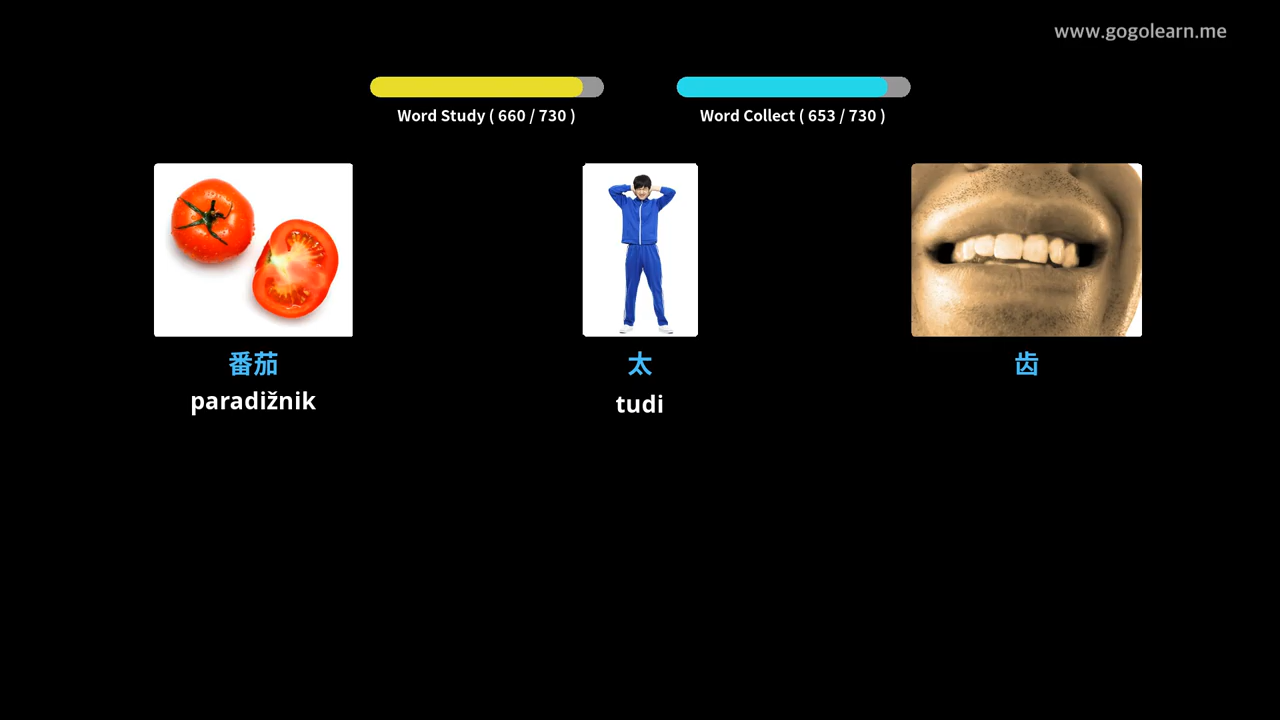 www.gogolearn.me
Word Study ( 660 / 730 )
Word Collect ( 653 / 730 )
番茄
太
齿
paradižnik
tudi